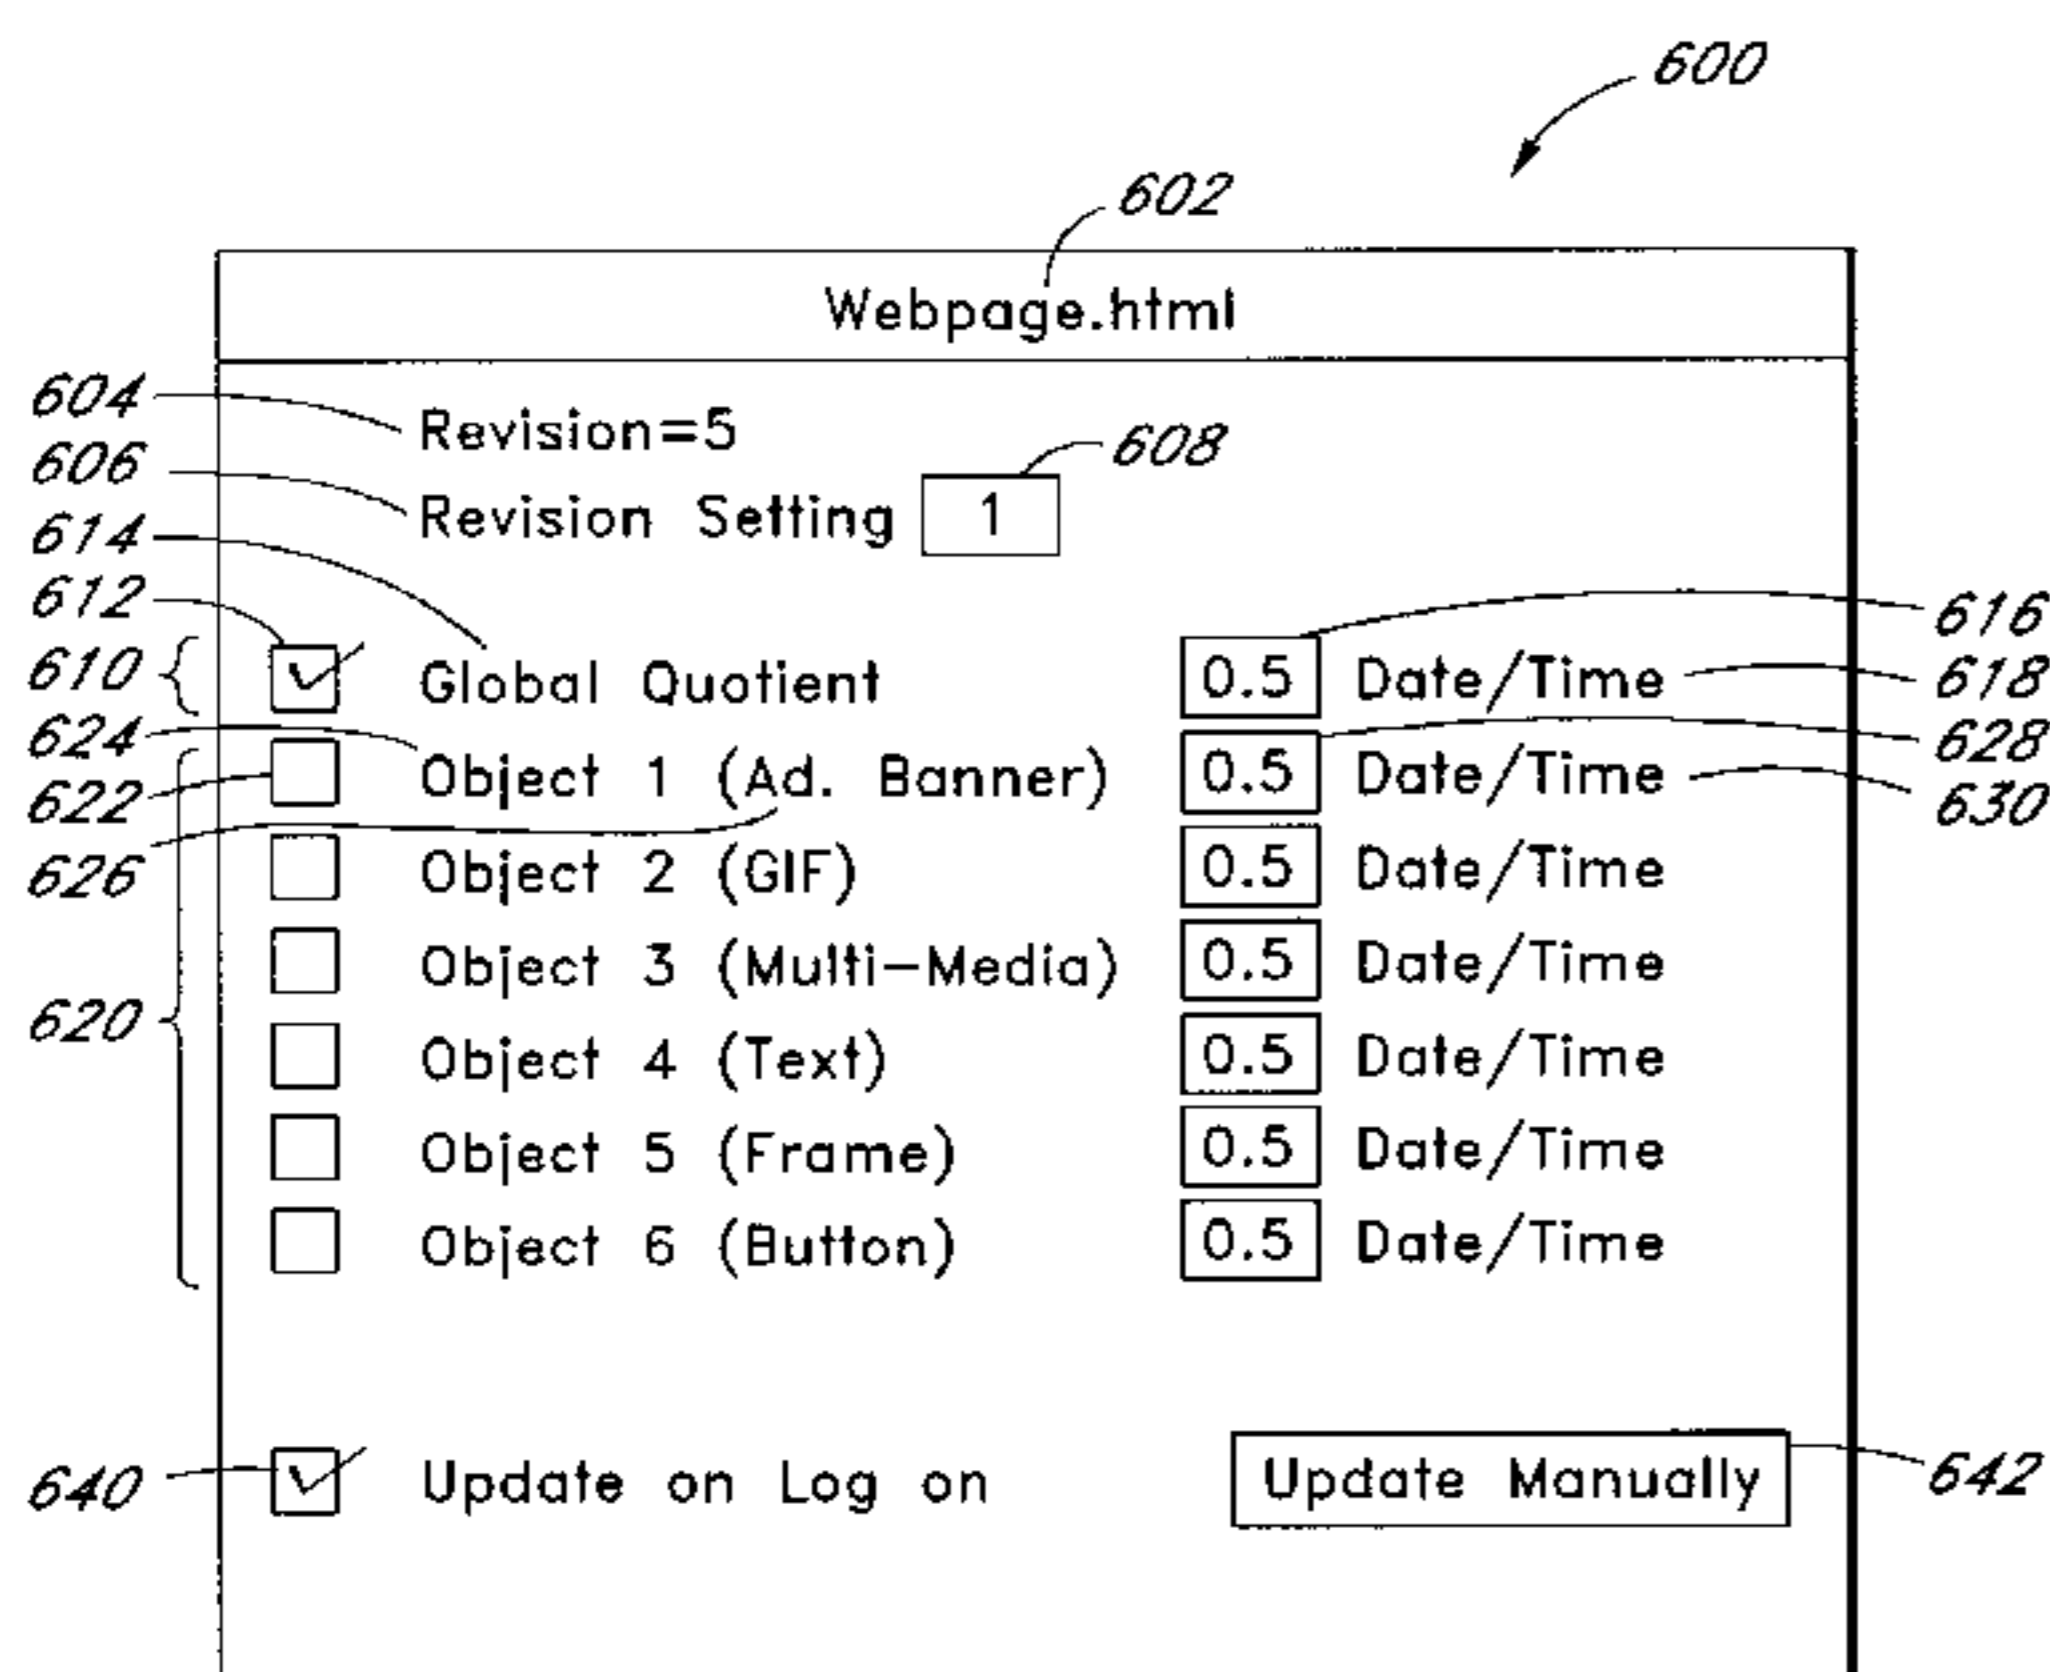 600
602
Webpage.html
604 Revision=5
606 Revision Setting 1 608
614
612
610 Global Quotient 0.5 Date/Time 616
618
624
622 Object 1 (Ad. Banner) 0.5 Date/Time 628
630
626 Object 2 (GIF) 0.5 Date/Time
Object 3 (Multi-Media) 0.5 Date/Time
620 Object 4 (Text) 0.5 Date/Time
Object 5 (Frame) 0.5 Date/Time
Object 6 (Button) 0.5 Date/Time
640 Update on Log on Update Manually 642